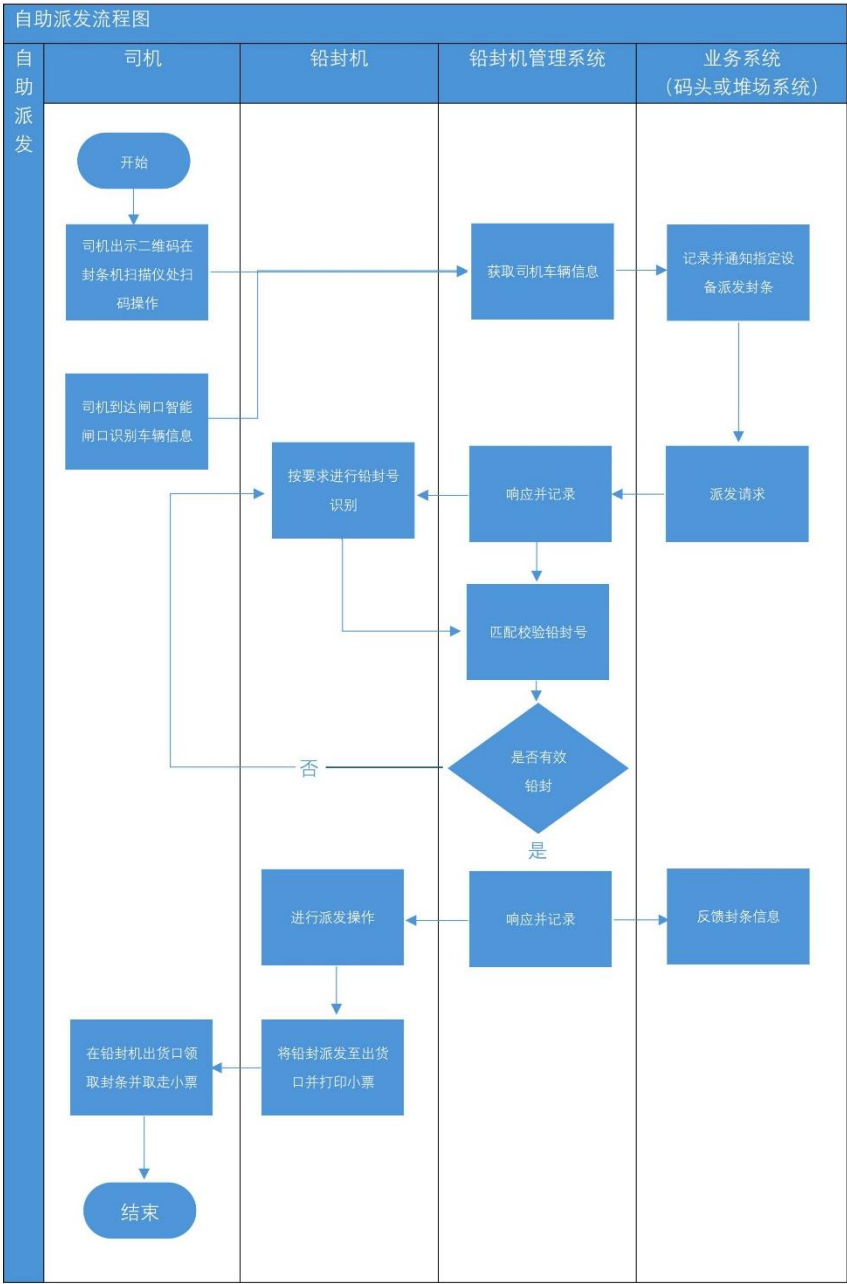 自助派发流程图
自
助
派
发
司机
铅封机
铅封机管理系统
业务系统
（码头或堆场系统）
开始
司机出示二维码在
封条机扫描仪处扫
码操作
获取司机车辆信息
记录并通知指定设
备派发封条
司机到达闸口智能
闸口识别车辆信息
按要求进行铅封号
识别
响应并记录
派发请求
匹配校验铅封号
是否有效
铅封
否
是
进行派发操作
响应并记录
反馈封条信息
在铅封机出货口领
取封条并取走小票
将铅封派发至出货
口并打印小票
结束